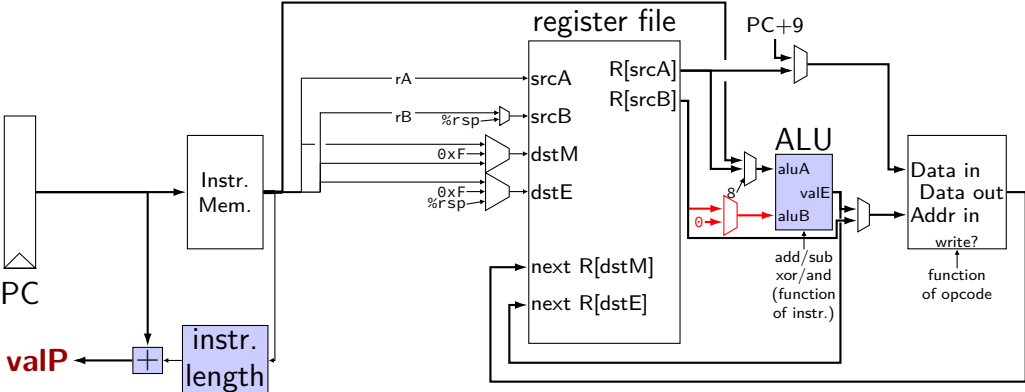 register file
PC+9
rA
srcA
R[srcA]
R[srcB]
rB
%rsp
srcB
ALU
0xF
dstM
Instr.
Mem.
aluA
valE
aluB
8
0
Data in
Data out
Addr in
write?
0xF
%rsp
dstE
add/sub
xor/and
(function
of instr.)
function
of opcode
next R[dstM]
next R[dstE]
PC
valP
+
instr.
length